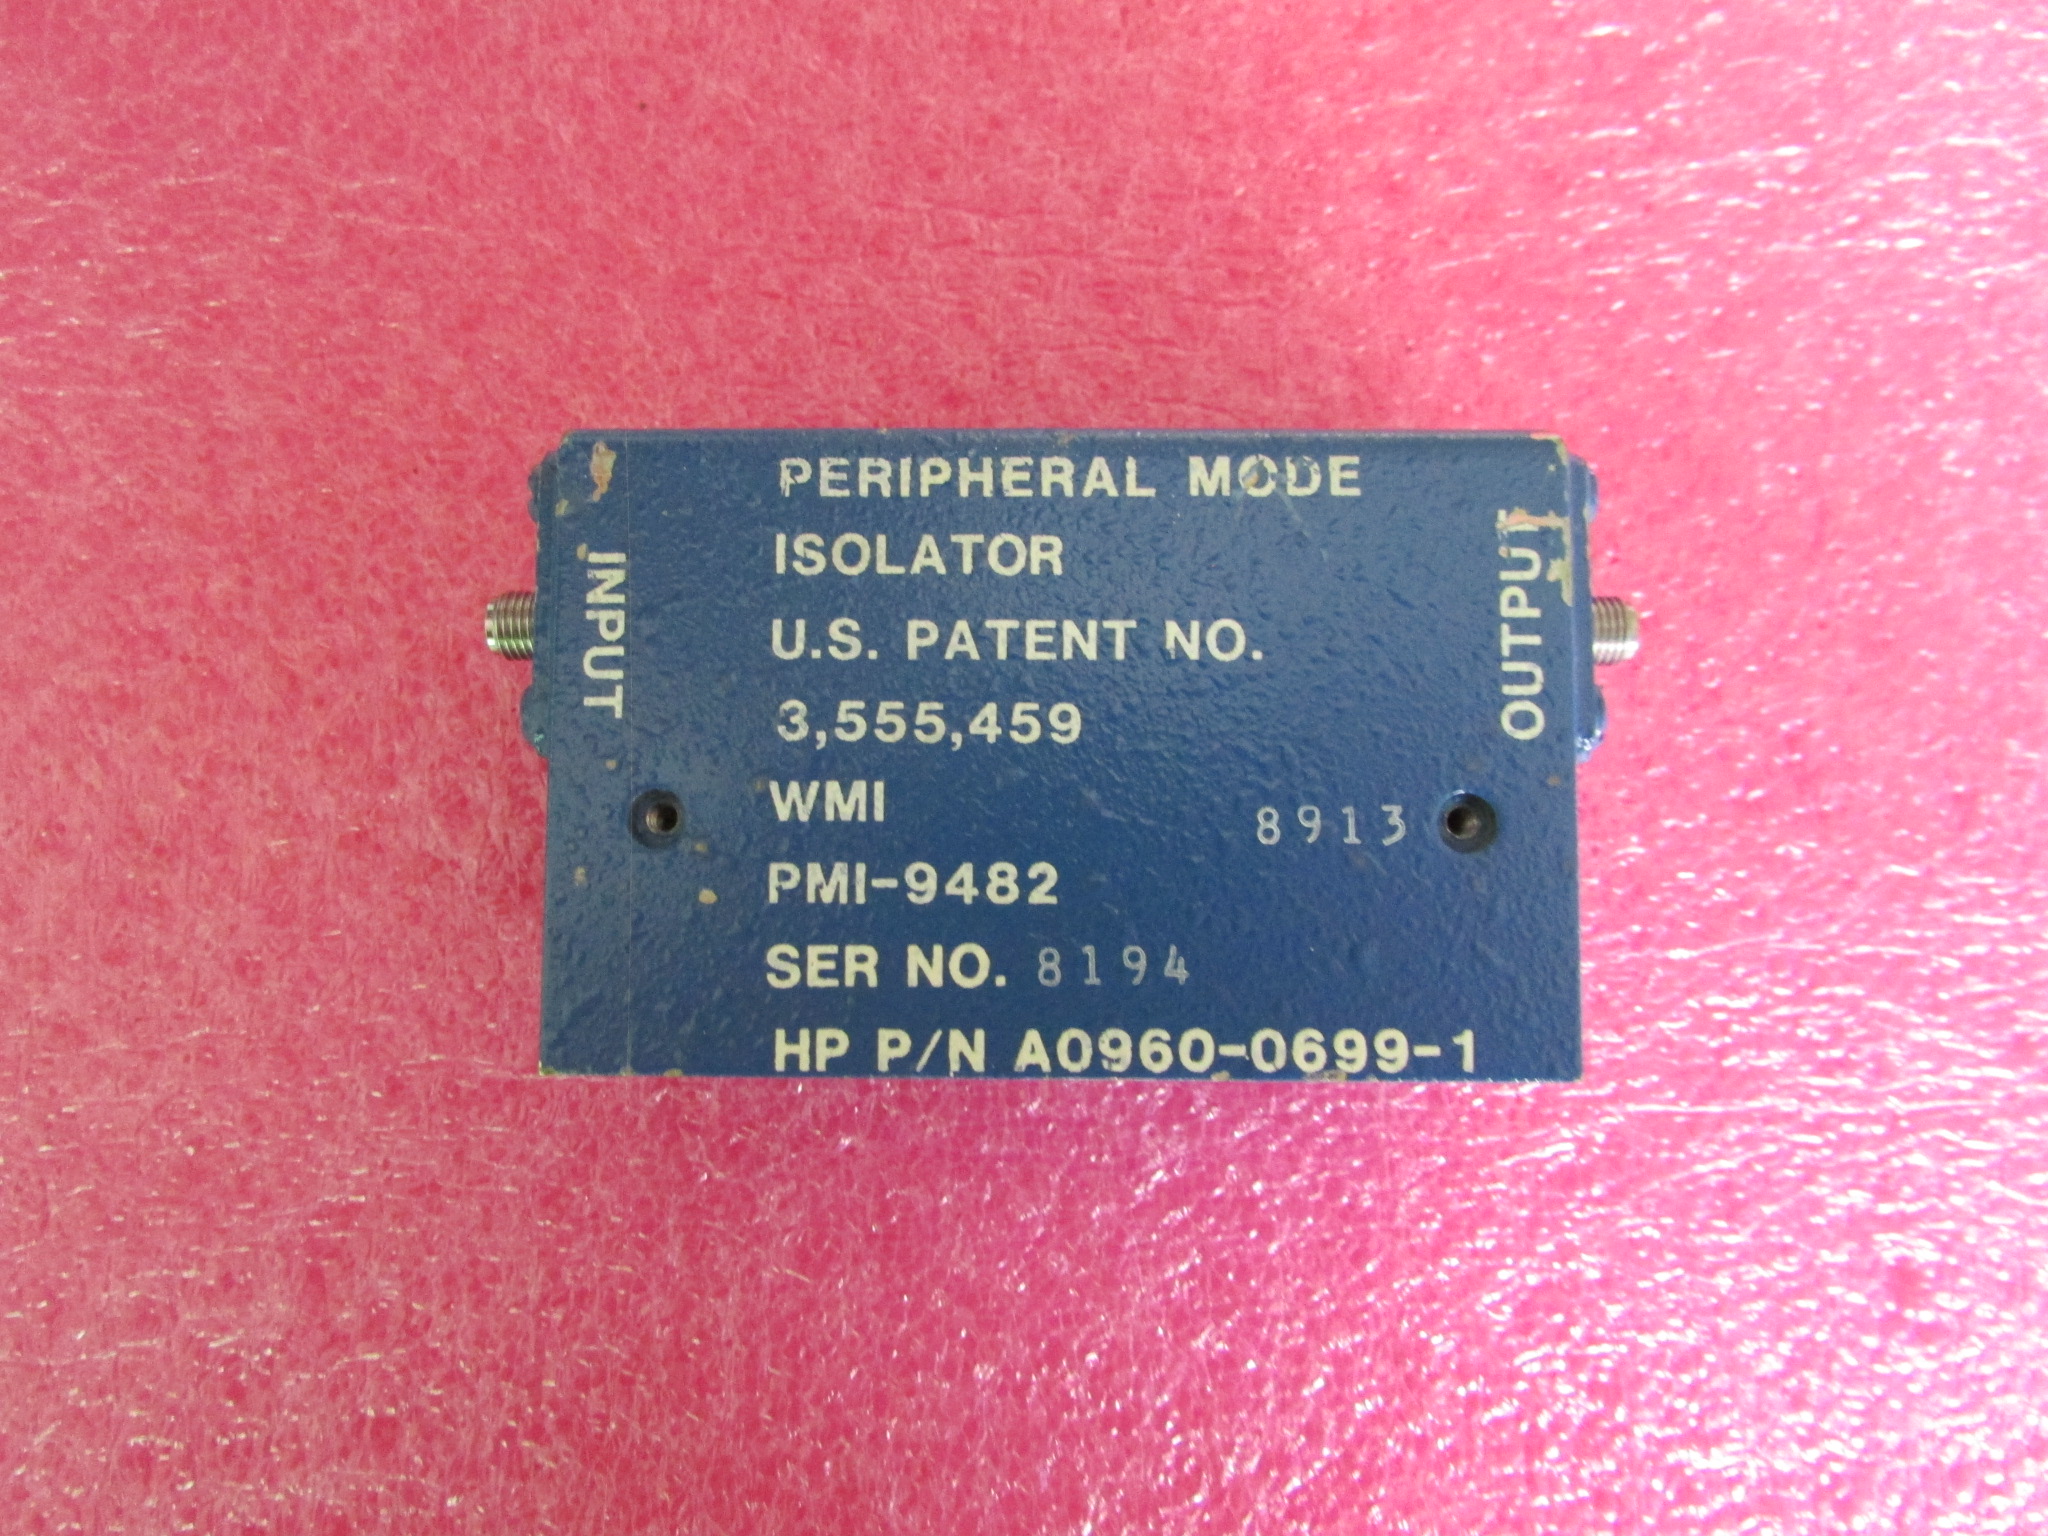 PERIPHERAL MODE
ISOLATOR
INPUT
OUTPUT
U.S. PATENT NO.
3,555,459
WMI
8913
PMI-9482
SER NO. 8194
HP P/N A0960-0699-1